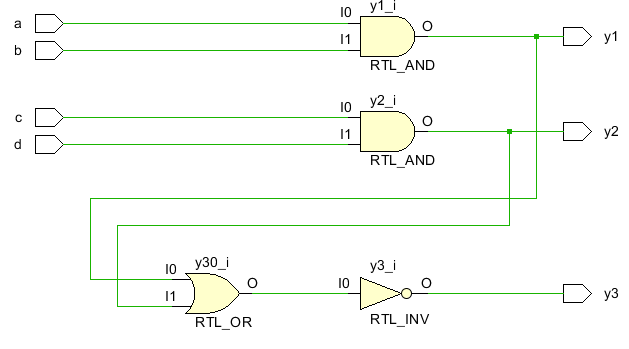 y1_i
a I0 O y1
b I1
RTL_AND
y2_i
c I0 O y2
d I1
RTL_AND
y30_i y3_i
I0 O I0 O y3
I1
RTL_OR RTL_INV